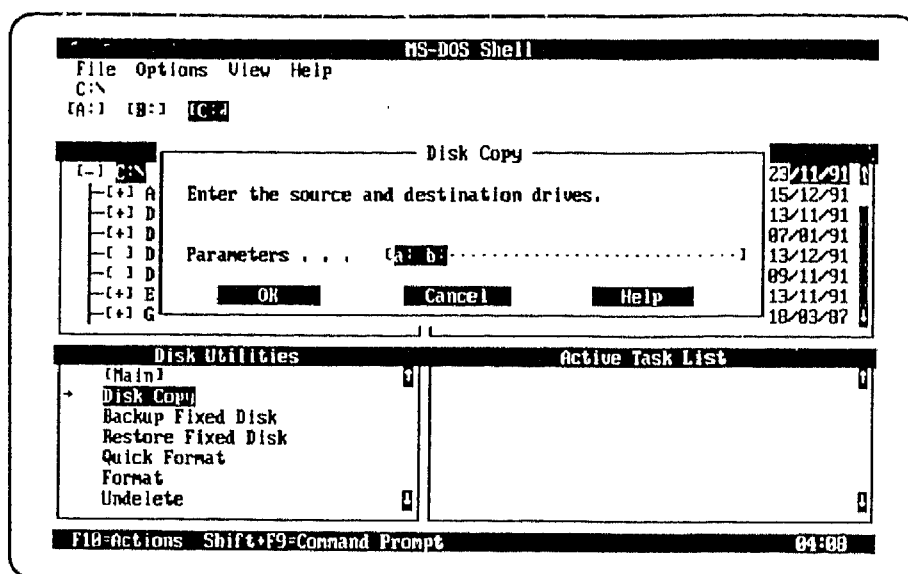 MS-DOS Shell
File Options View Help
C:\
[A:] [B:] [C:]
Disk Copy
[-] C:\
[+] A
[+] D
[+] D
[ ] D
[ ] D
[+] E
[+] G
Enter the source and destination drives.
Parameters . . . [a: b:..........................]
OK Cancel Help
23/11/91
15/12/91
13/11/91
07/01/91
13/12/91
09/11/91
13/11/91
18/03/87
Disk Utilities
[Main]
Disk Copy
Backup Fixed Disk
Restore Fixed Disk
Quick Format
Format
Undelete
Active Task List
F10=Actions Shift+F9=Command Prompt 04:08